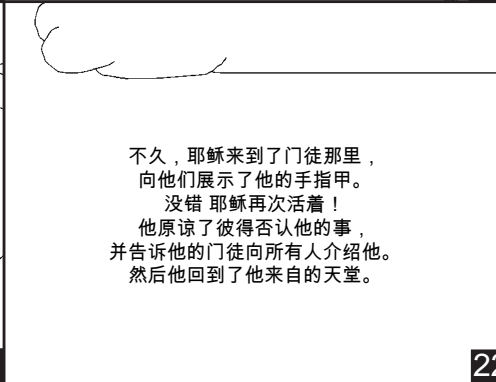 不久，耶稣来到了门徒那里，
向他们展示了他的手指甲。
没错 耶稣再次活着！
他原谅了彼得否认他的事，
并告诉他的门徒向所有人介绍他。
然后他回到了他来自的天堂。
22